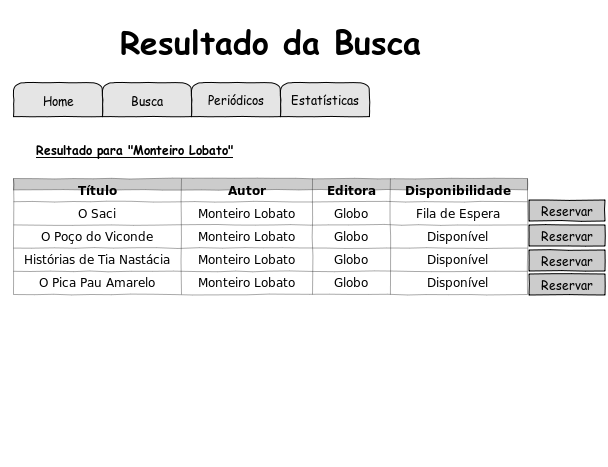 Resultado da Busca
Home Busca Periódicos Estatísticas
Resultado para "Monteiro Lobato"
Título Autor Editora Disponibilidade
O Saci Monteiro Lobato Globo Fila de Espera Reservar
O Poço do Viconde Monteiro Lobato Globo Disponível Reservar
Histórias de Tia Nastácia Monteiro Lobato Globo Disponível Reservar
O Pica Pau Amarelo Monteiro Lobato Globo Disponível Reservar